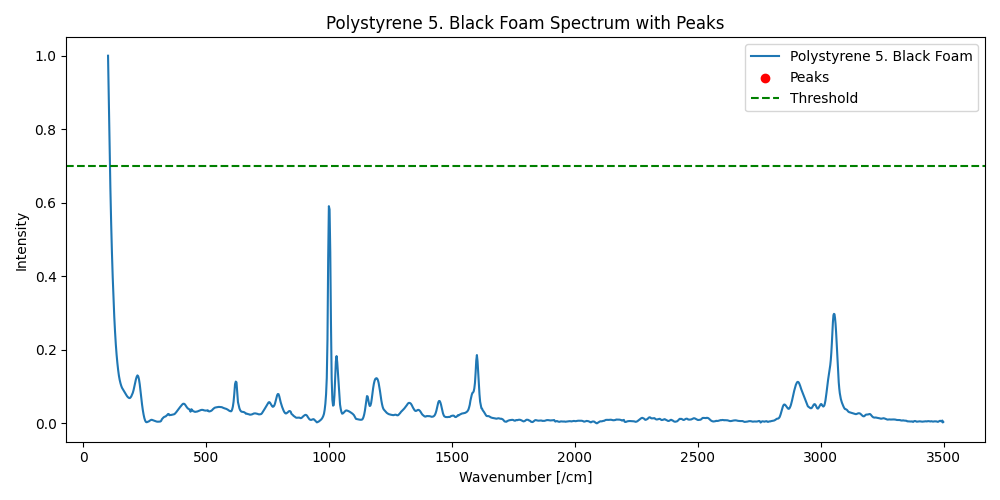 Polystyrene 5. Black Foam Spectrum with Peaks
Polystyrene 5. Black Foam
Peaks
Threshold
Intensity
1.0
0.8
0.6
0.4
0.2
0.0
0 500 1000 1500 2000 2500 3000 3500
Wavenumber [/cm]